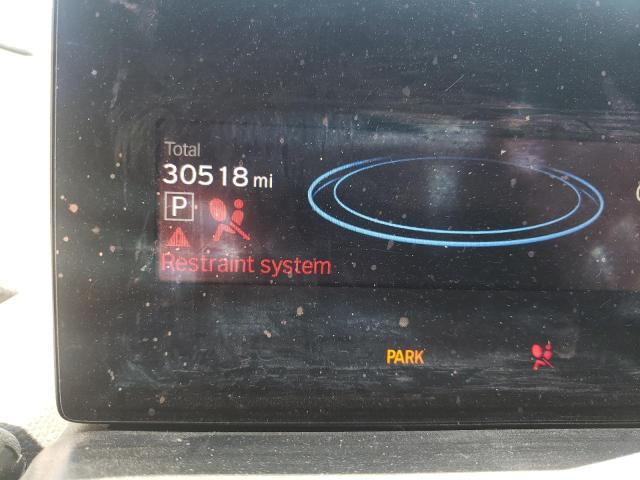 Total
30518 mi
P
Restraint system
PARK